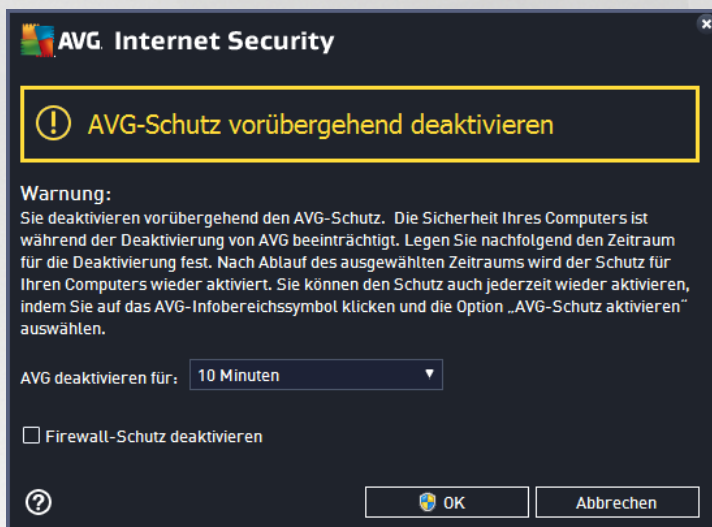 AVG Internet Security
AVG-Schutz vorübergehend deaktivieren
Warnung:
Sie deaktivieren vorübergehend den AVG-Schutz. Die Sicherheit Ihres Computers ist
während der Deaktivierung von AVG beeinträchtigt. Legen Sie nachfolgend den Zeitraum
für die Deaktivierung fest. Nach Ablauf des ausgewählten Zeitraums wird der Schutz für
Ihren Computers wieder aktiviert. Sie können den Schutz auch jederzeit wieder aktivieren,
indem Sie auf das AVG-Infobereichssymbol klicken und die Option „AVG-Schutz aktivieren“
auswählen.
AVG deaktivieren für: 10 Minuten
Firewall-Schutz deaktivieren
OK Abbrechen